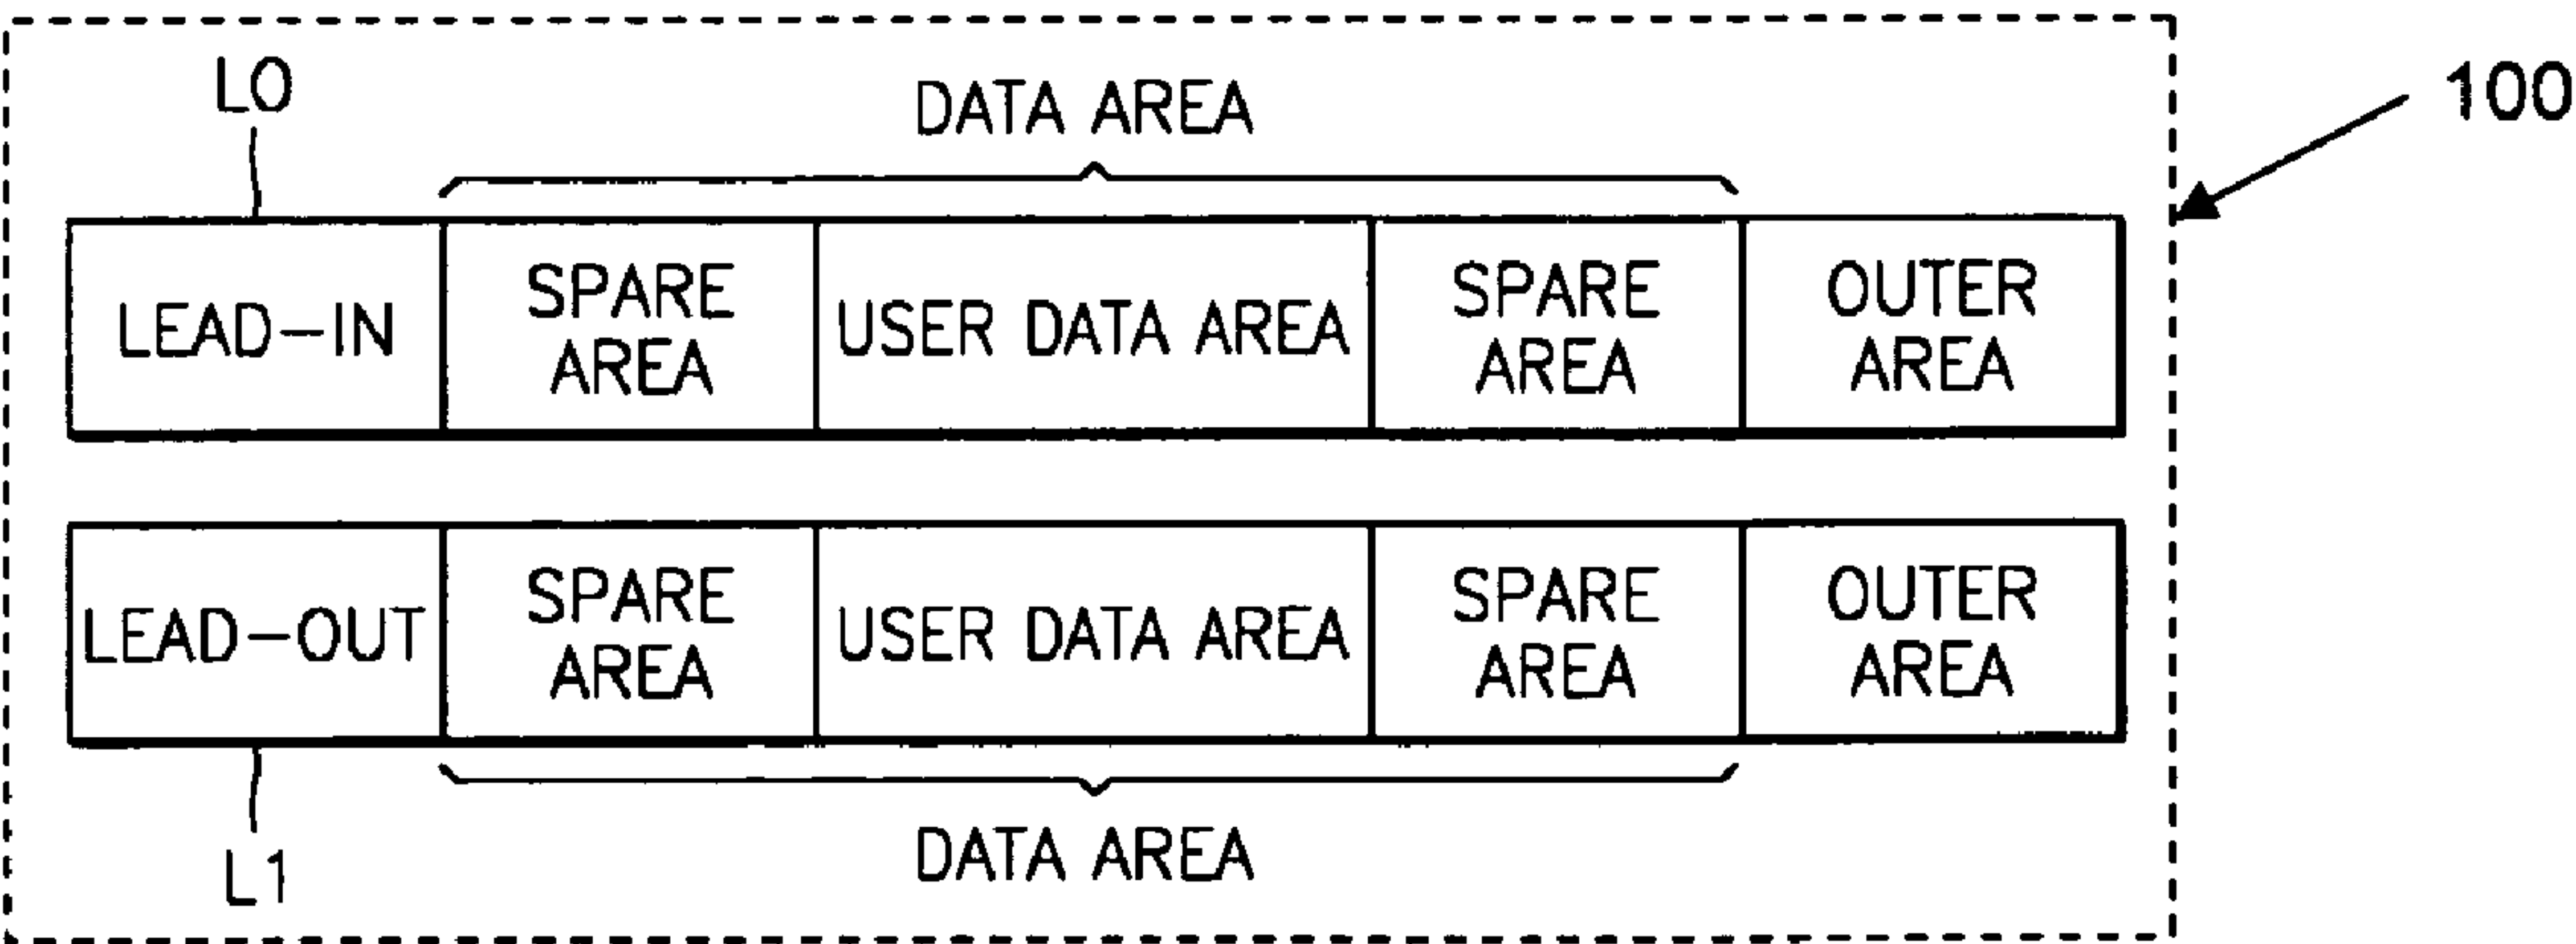 L0
DATA AREA
100
LEAD-IN
SPARE
AREA
USER DATA AREA
SPARE
AREA
OUTER
AREA
LEAD-OUT
SPARE
AREA
USER DATA AREA
SPARE
AREA
OUTER
AREA
L1
DATA AREA